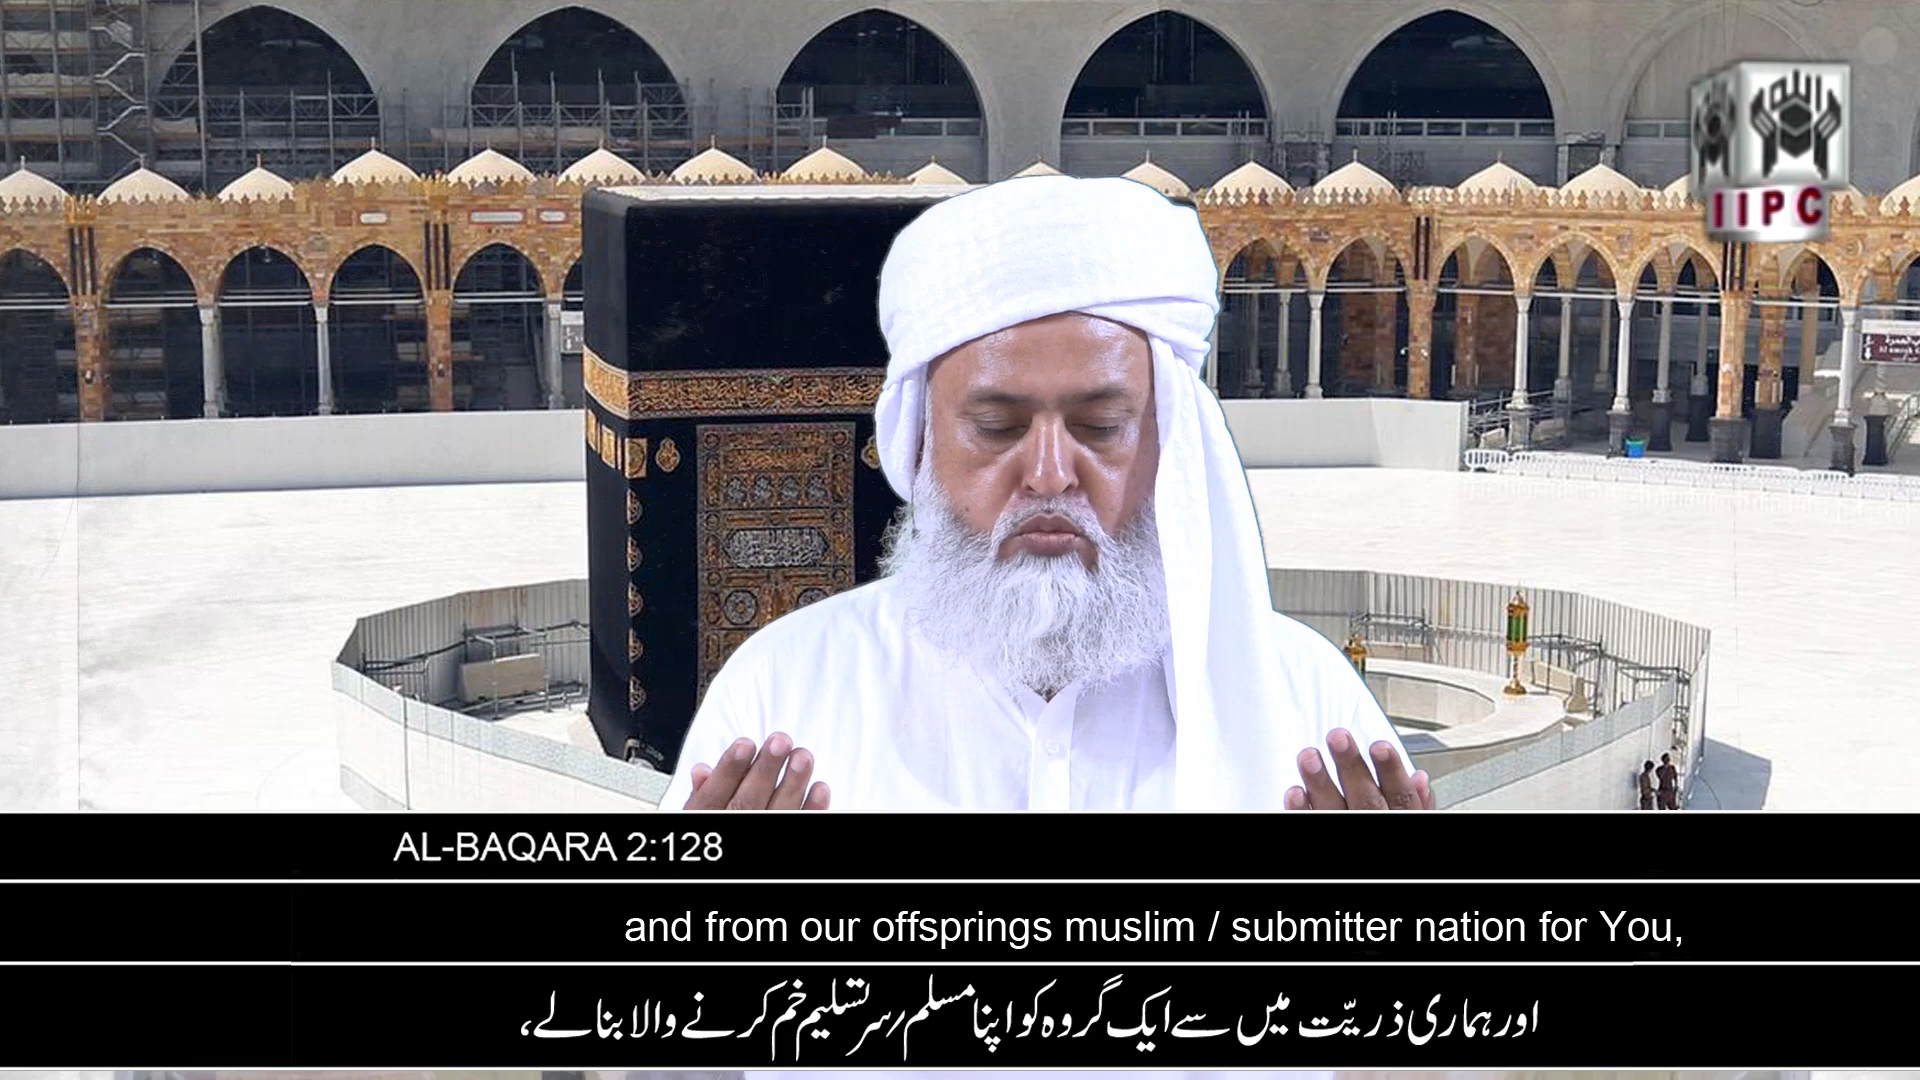 الله
IIPC
AL-BAQARA 2:128
and from our offsprings muslim / submitter nation for You,
اور ہماری ذریّت میں سے ایک گروہ کو اپنا مسلم؍سر تسلیم خم کرنے والا بنا لے،